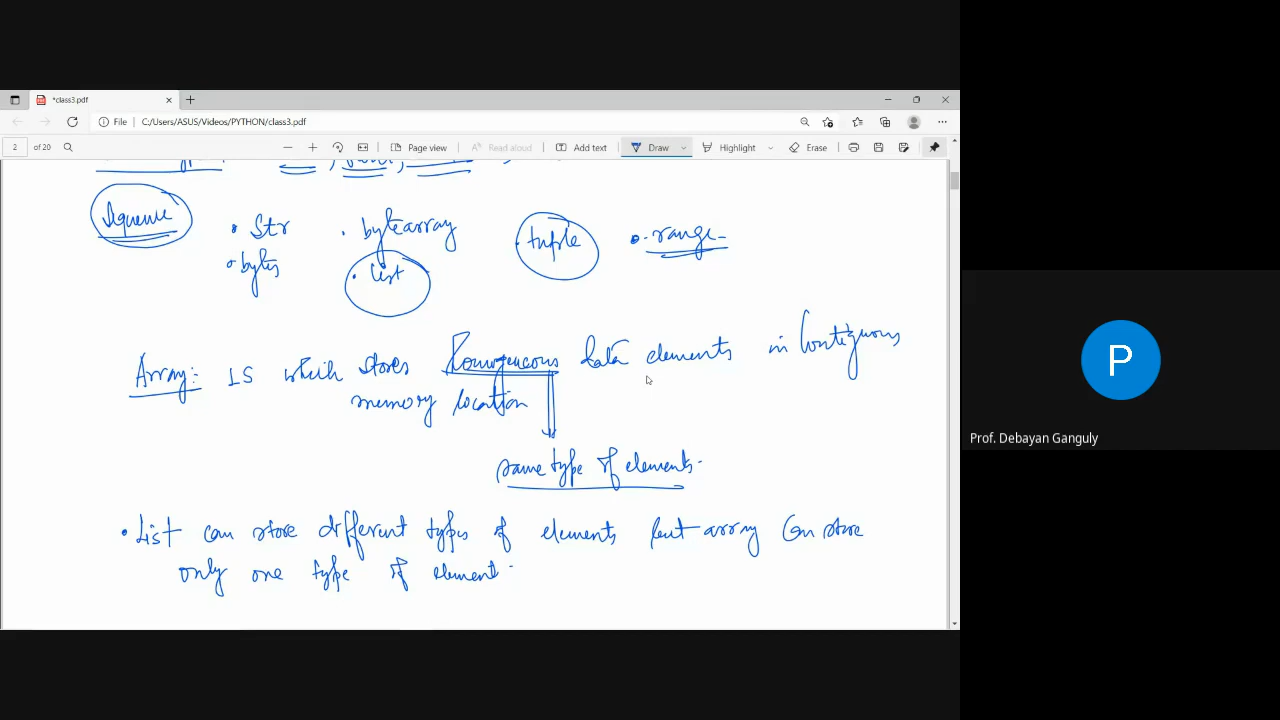 *class3.pdf
File C:/Users/ASUS/Videos/PYTHON/class3.pdf
2 of 20 Page view Read aloud Add text Draw Highlight Erase
Sequence • Str • bytearray • tuple • range
• bytes • list
Array:- is which stores homogeneous data elements in Contiguous
memory location
same type of elements.
• List can store different types of elements but array Can store
only one type of element.
P
Prof. Debayan Ganguly